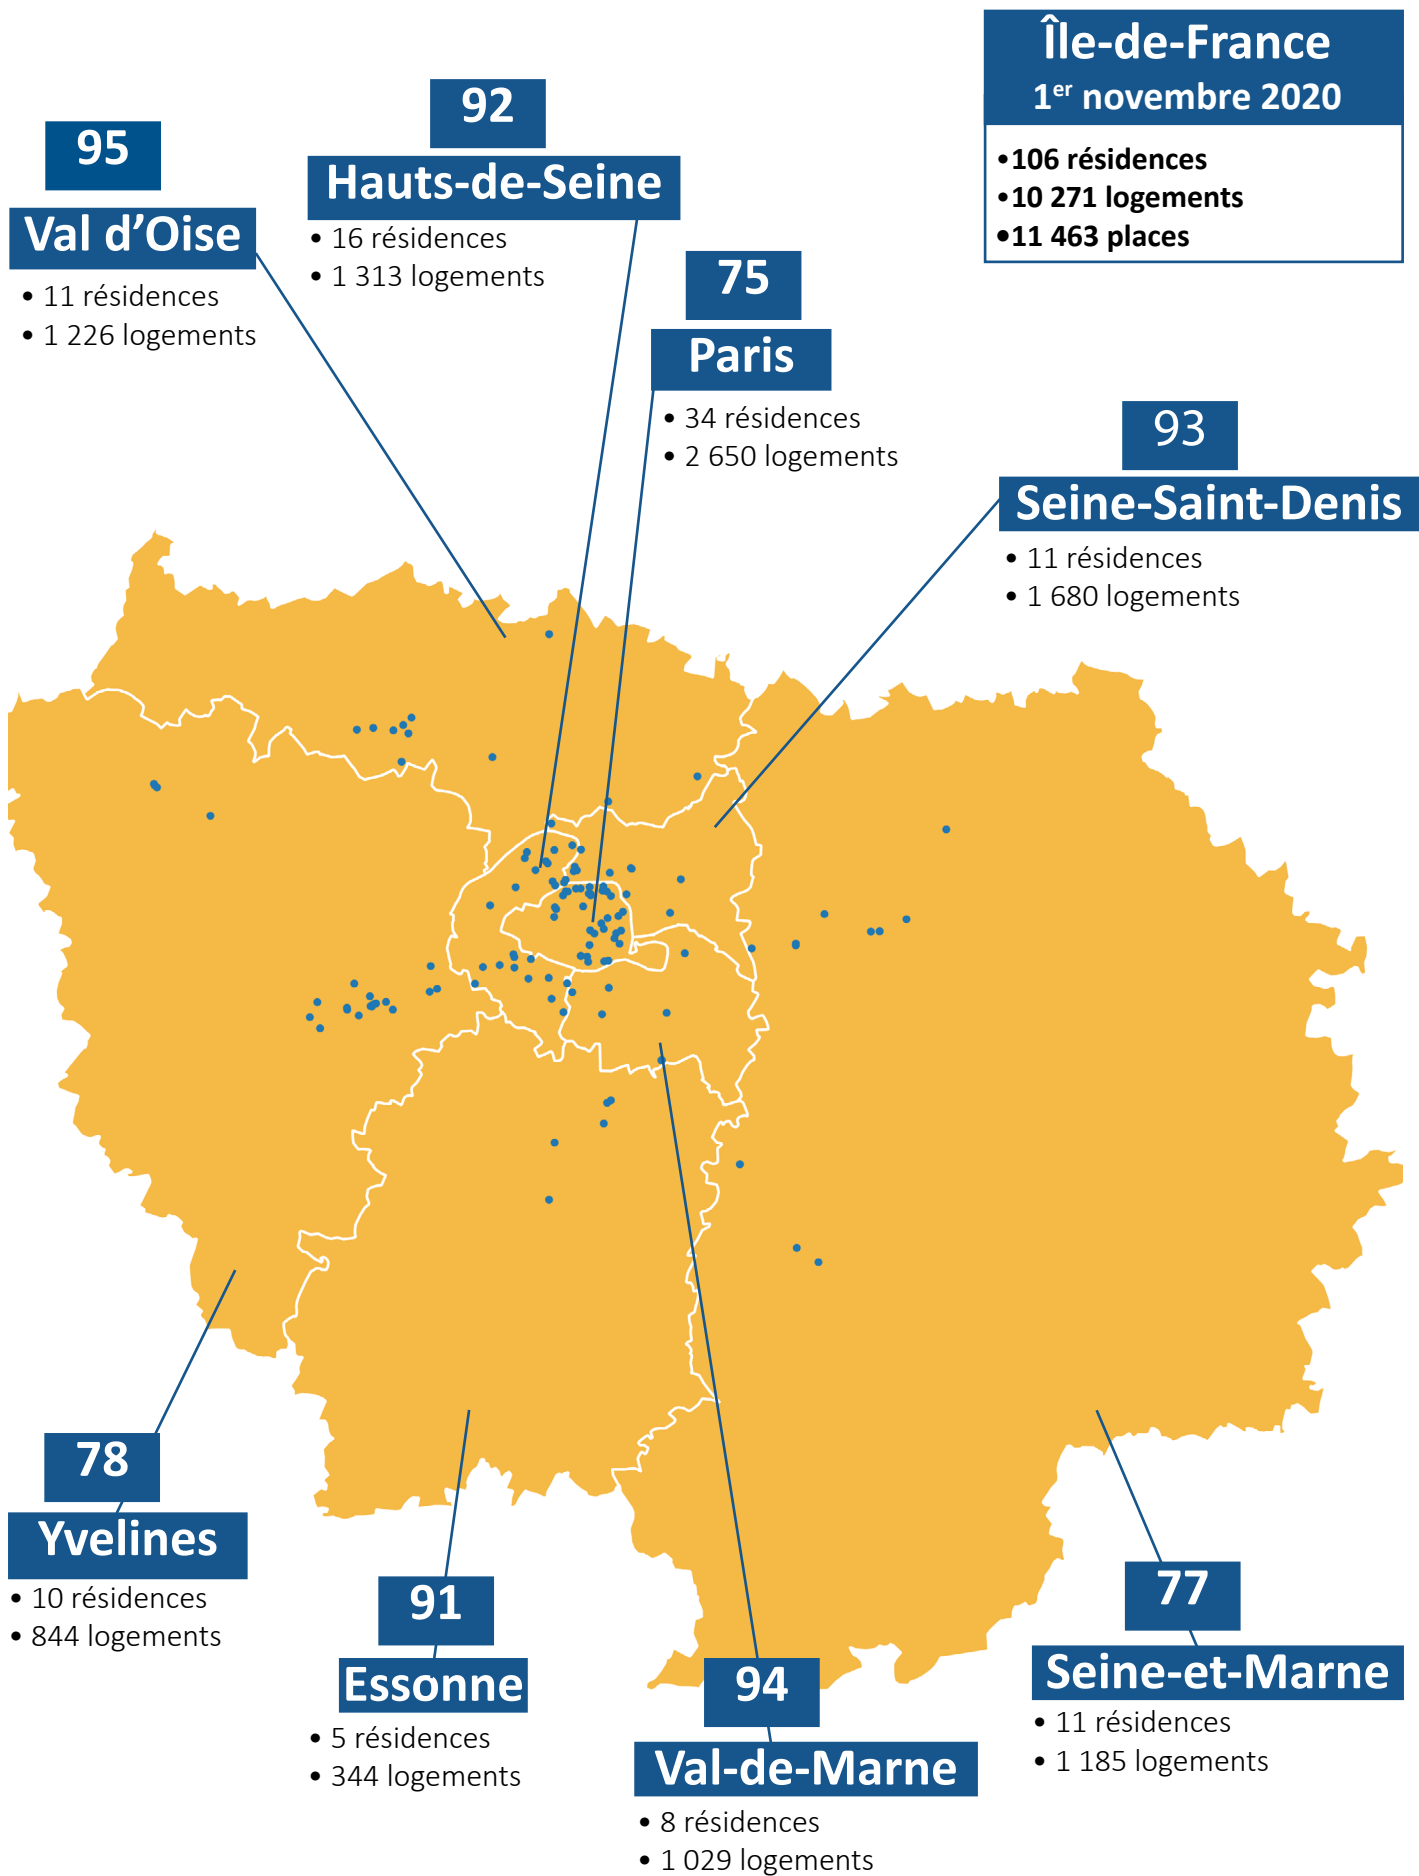 Île-de-France
1er novembre 2020
•106 résidences
•10 271 logements
•11 463 places
92
Hauts-de-Seine
• 16 résidences
• 1 313 logements
95
Val d’Oise
• 11 résidences
• 1 226 logements
75
Paris
• 34 résidences
• 2 650 logements
93
Seine-Saint-Denis
• 11 résidences
• 1 680 logements
78
Yvelines
• 10 résidences
• 844 logements
91
Essonne
• 5 résidences
• 344 logements
94
Val-de-Marne
• 8 résidences
• 1 029 logements
77
Seine-et-Marne
• 11 résidences
• 1 185 logements